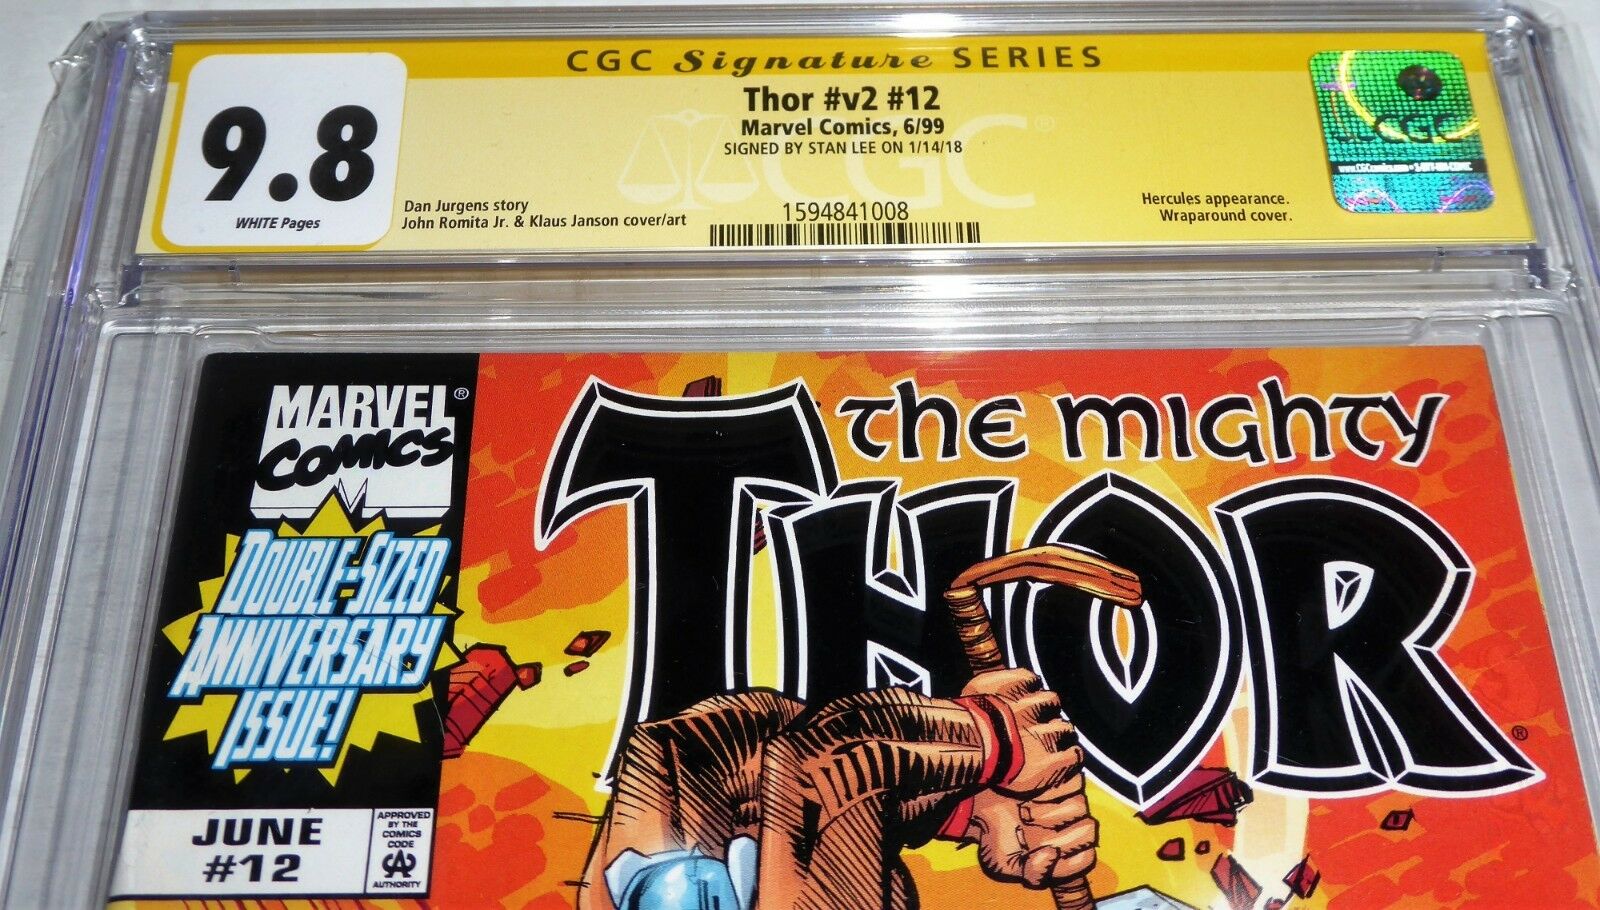 CGC Signature SERIES
9.8
WHITE Pages
Thor #v2 #12
Marvel Comics, 6/99
SIGNED BY STAN LEE ON 1/14/18
CGC®
Dan Jurgens story
John Romita Jr. & Klaus Janson cover/art
1594841008
Hercules appearance.
Wraparound cover.
CGC
MARVEL®
COMICS
DOUBLE-SIZED
ANNIVERSARY
ISSUE!
JUNE
#12
APPROVED
BY THE
COMICS
CODE
CA
AUTHORITY
THE MIGHTY
THOR®